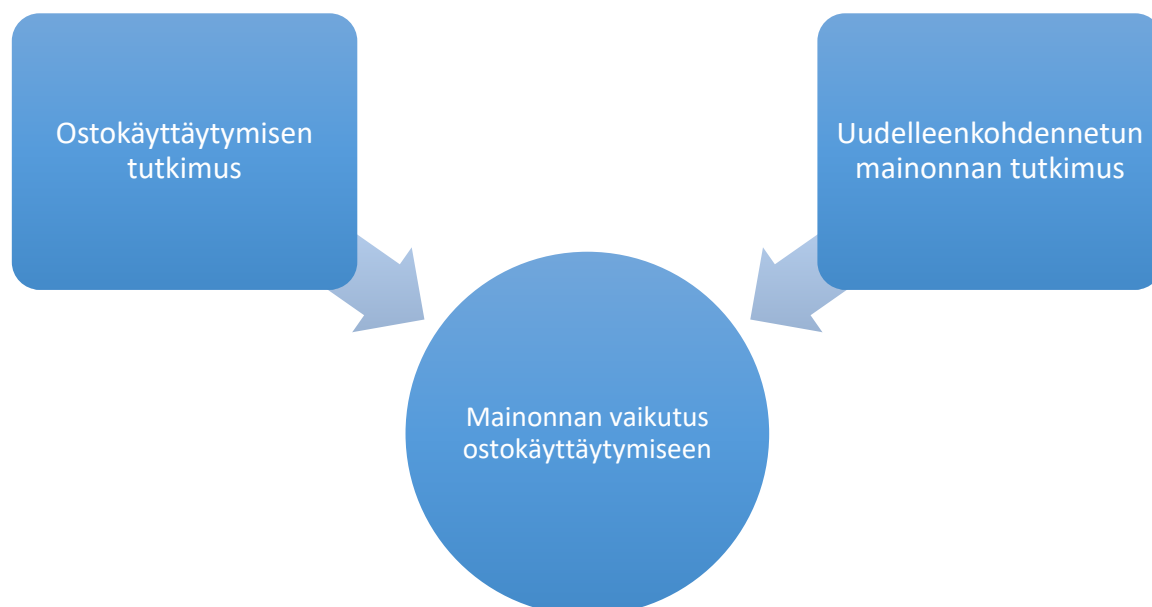 Ostokäyttäytymisen
tutkimus
Uudelleenkohdennetun
mainonnan tutkimus
Mainonnan vaikutus
ostokäyttäytymiseen